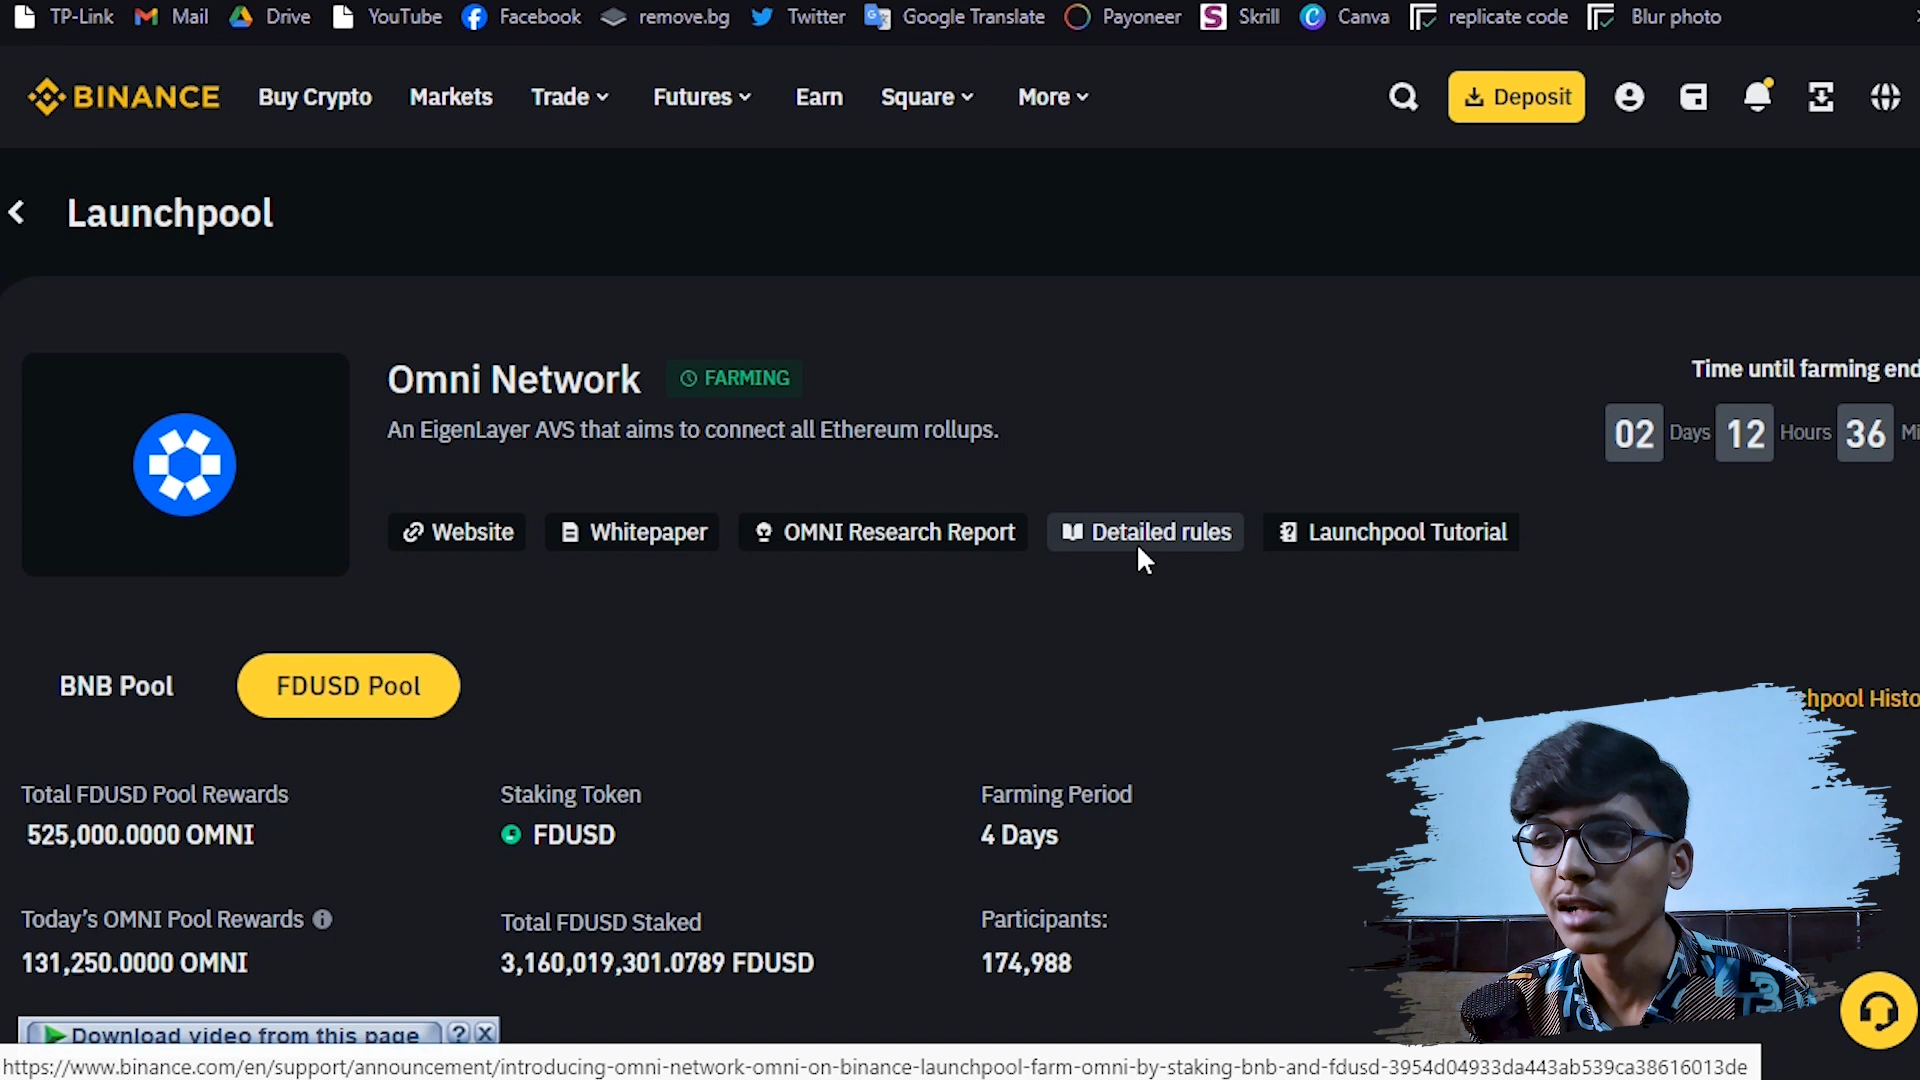 TP-Link Mail Drive YouTube Facebook remove.bg Twitter Google Translate Payoneer Skrill Canva replicate code Blur photo
BINANCE Buy Crypto Markets Trade Futures Earn Square More Deposit
Launchpool
Omni Network FARMING
An EigenLayer AVS that aims to connect all Ethereum rollups.
Time until farming end
02 Days 12 Hours 36 Mi
Website Whitepaper OMNI Research Report Detailed rules Launchpool Tutorial
BNB Pool FDUSD Pool
hpool Histo
Total FDUSD Pool Rewards Staking Token Farming Period
525,000.0000 OMNI FDUSD 4 Days
Today's OMNI Pool Rewards Total FDUSD Staked Participants:
131,250.0000 OMNI 3,160,019,301.0789 FDUSD 174,988
Download video from this page ? X
https://www.binance.com/en/support/announcement/introducing-omni-network-omni-on-binance-launchpool-farm-omni-by-staking-bnb-and-fdusd-3954d04933da443ab539ca38616013de